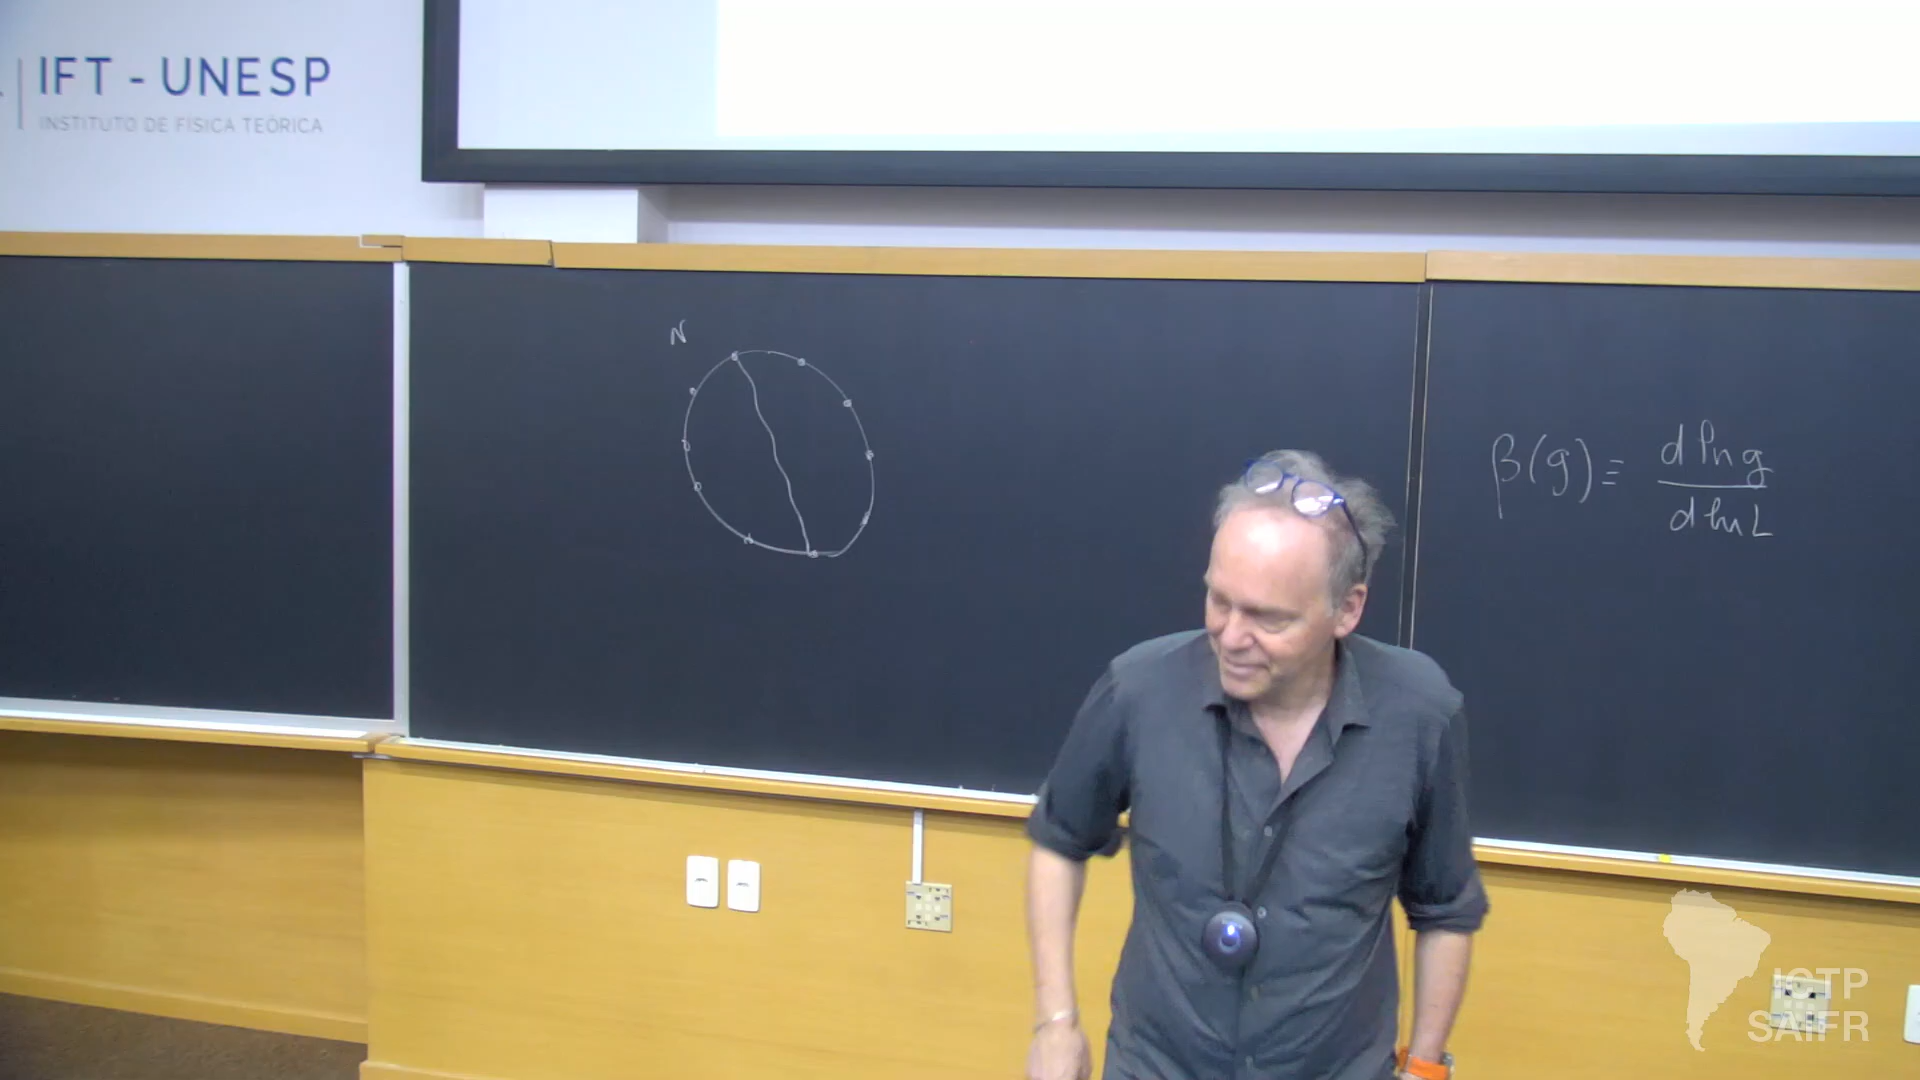 IFT - UNESP
INSTITUTO DE FÍSICA TEÓRICA
N
β(g) ≡ d ln g / d ln L
ICTP
SAIFR